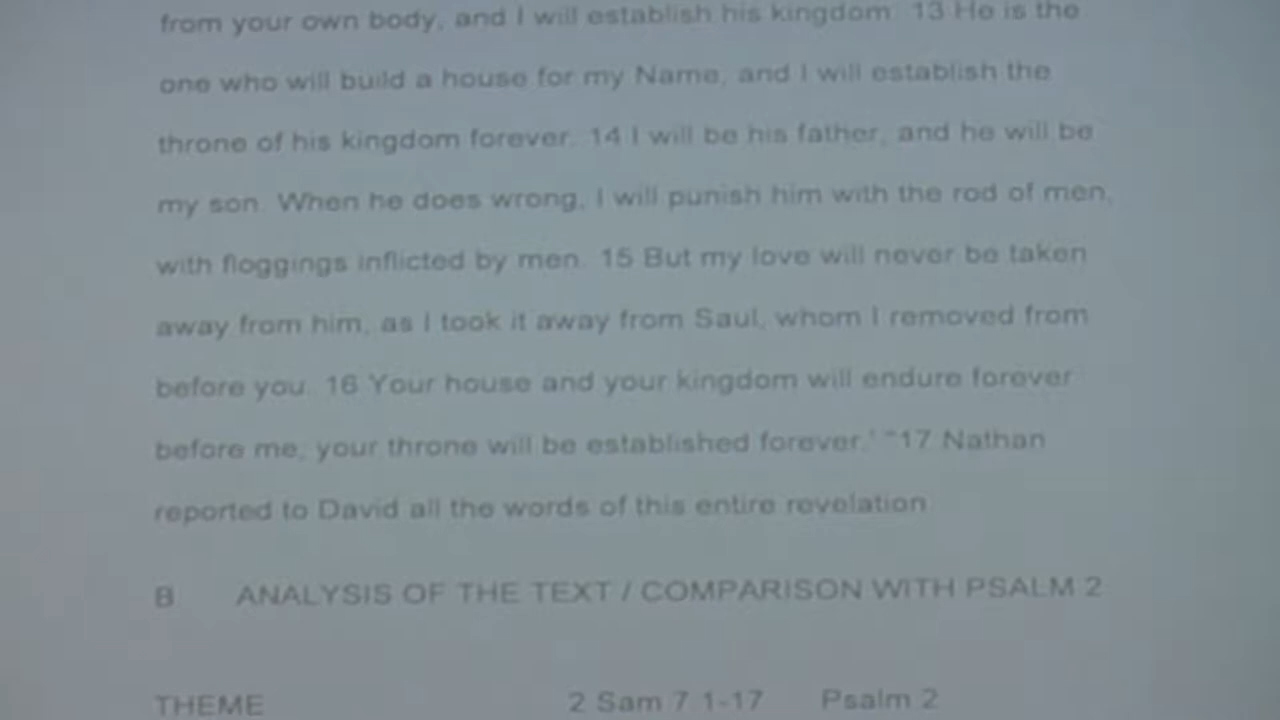 from your own body, and I will establish his kingdom. 13 He is the
one who will build a house for my Name, and I will establish the
throne of his kingdom forever. 14 I will be his father, and he will be
my son. When he does wrong, I will punish him with the rod of men,
with floggings inflicted by men. 15 But my love will never be taken
away from him, as I took it away from Saul, whom I removed from
before you. 16 Your house and your kingdom will endure forever
before me; your throne will be established forever.' "17 Nathan
reported to David all the words of this entire revelation
B ANALYSIS OF THE TEXT / COMPARISON WITH PSALM 2
THEME 2 Sam 7 1-17 Psalm 2